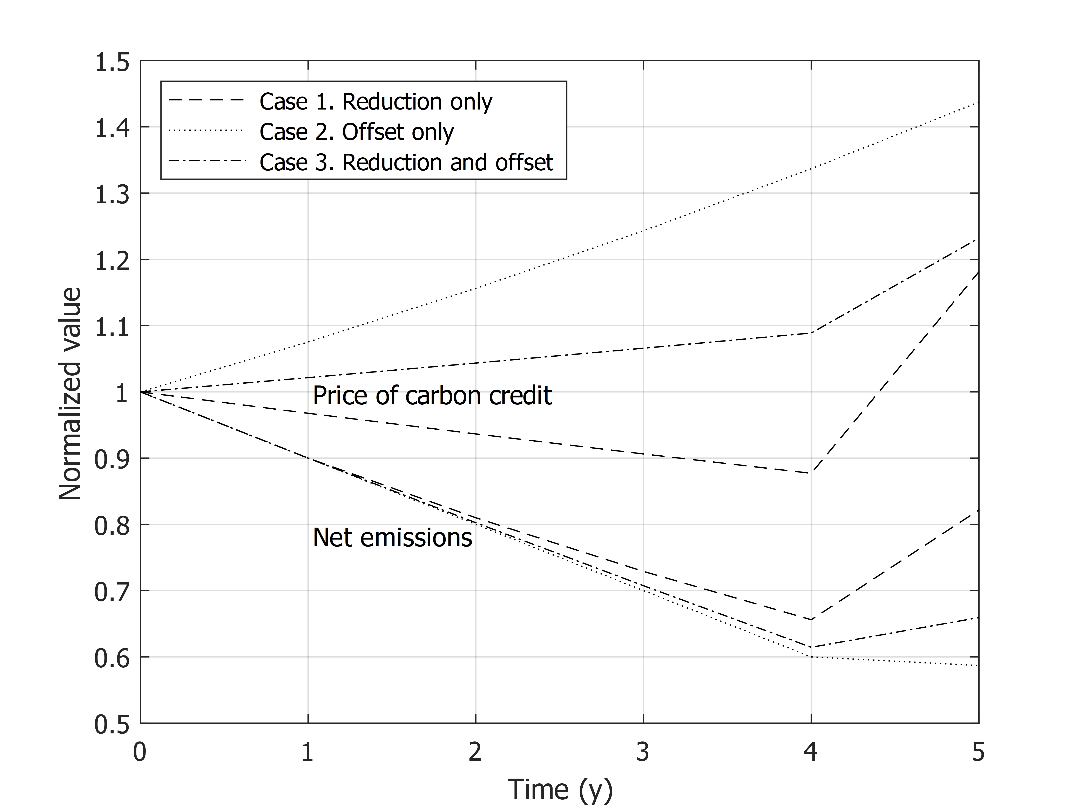 1.5
1.4
1.3
1.2
1.1
1
0.9
0.8
0.7
0.6
0.5
Normalized value
Case 1. Reduction only
Case 2. Offset only
Case 3. Reduction and offset
Price of carbon credit
Net emissions
0 1 2 3 4 5
Time (y)